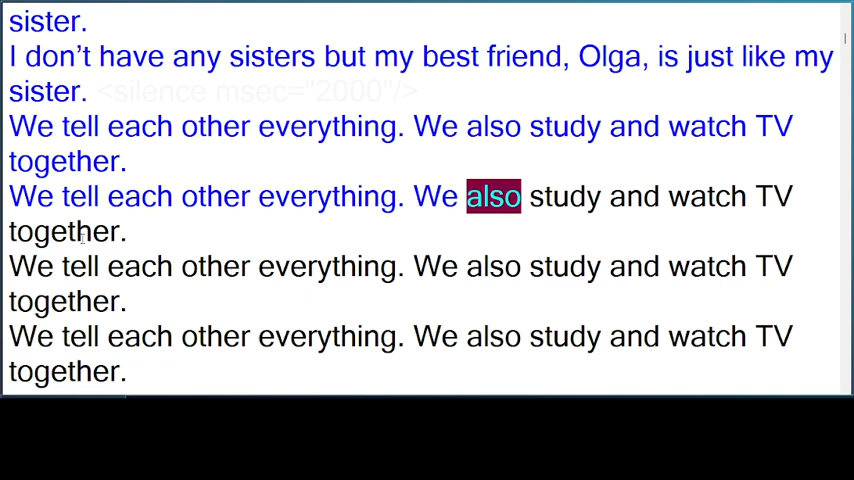 sister.
I don’t have any sisters but my best friend, Olga, is just like my
sister. <silence msec="2000"/>
We tell each other everything. We also study and watch TV
together.
We tell each other everything. We also study and watch TV
together.
We tell each other everything. We also study and watch TV
together.
We tell each other everything. We also study and watch TV
together.